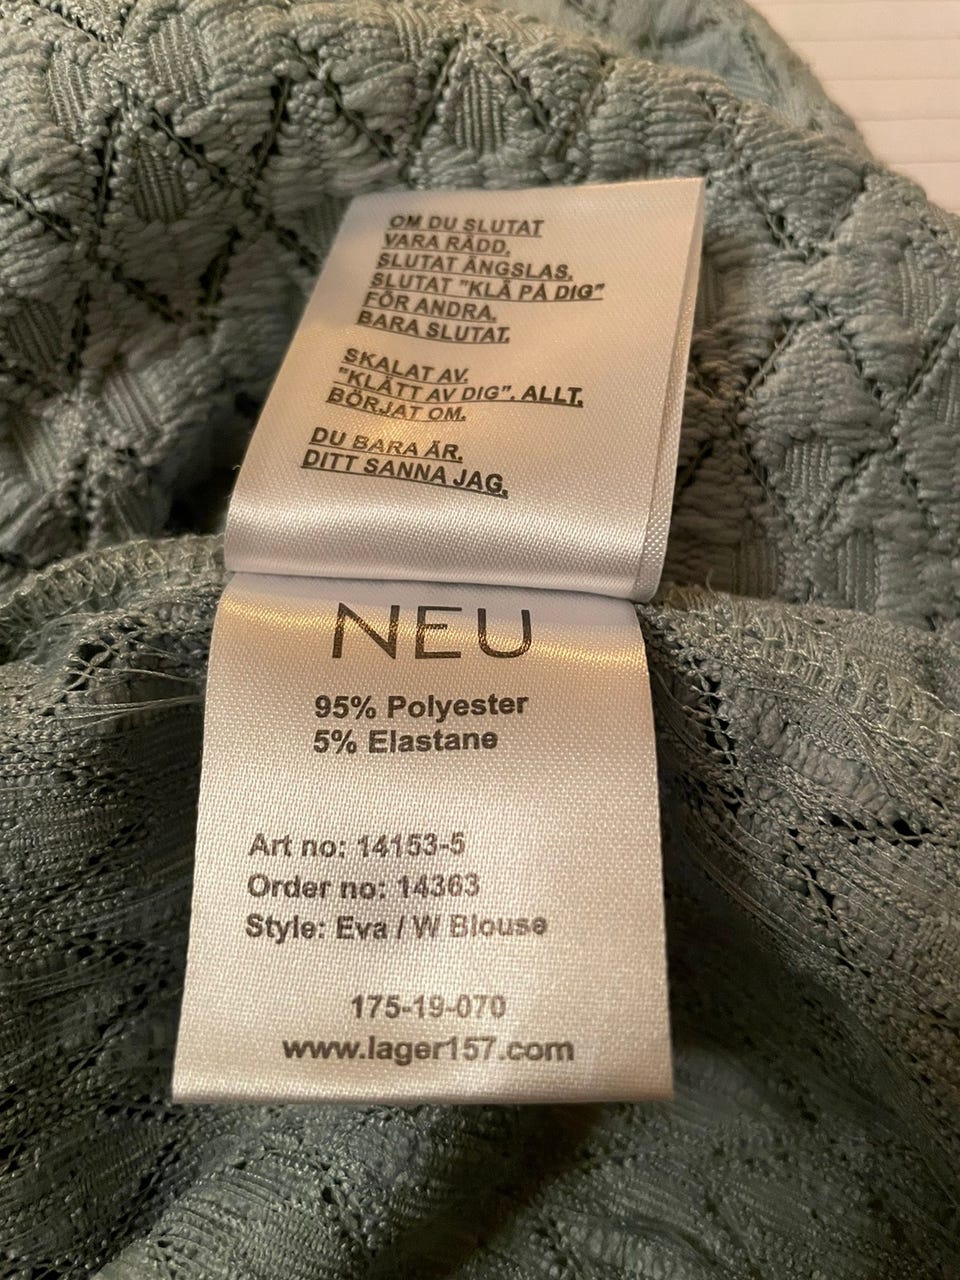 OM DU SLUTAT
VARA RÄDD.
SLUTAT ÄNGSLAS.
SLUTAT "KLÄ PÅ DIG"
FÖR ANDRA.
BARA SLUTAT.
SKALAT AV.
"KLÄTT AV DIG". ALLT.
BÖRJAT OM.
DU BARA ÄR.
DITT SANNA JAG.
NEU
95% Polyester
5% Elastane
Art no: 14153-5
Order no: 14363
Style: Eva / W Blouse
175-19-070
www.lager157.com